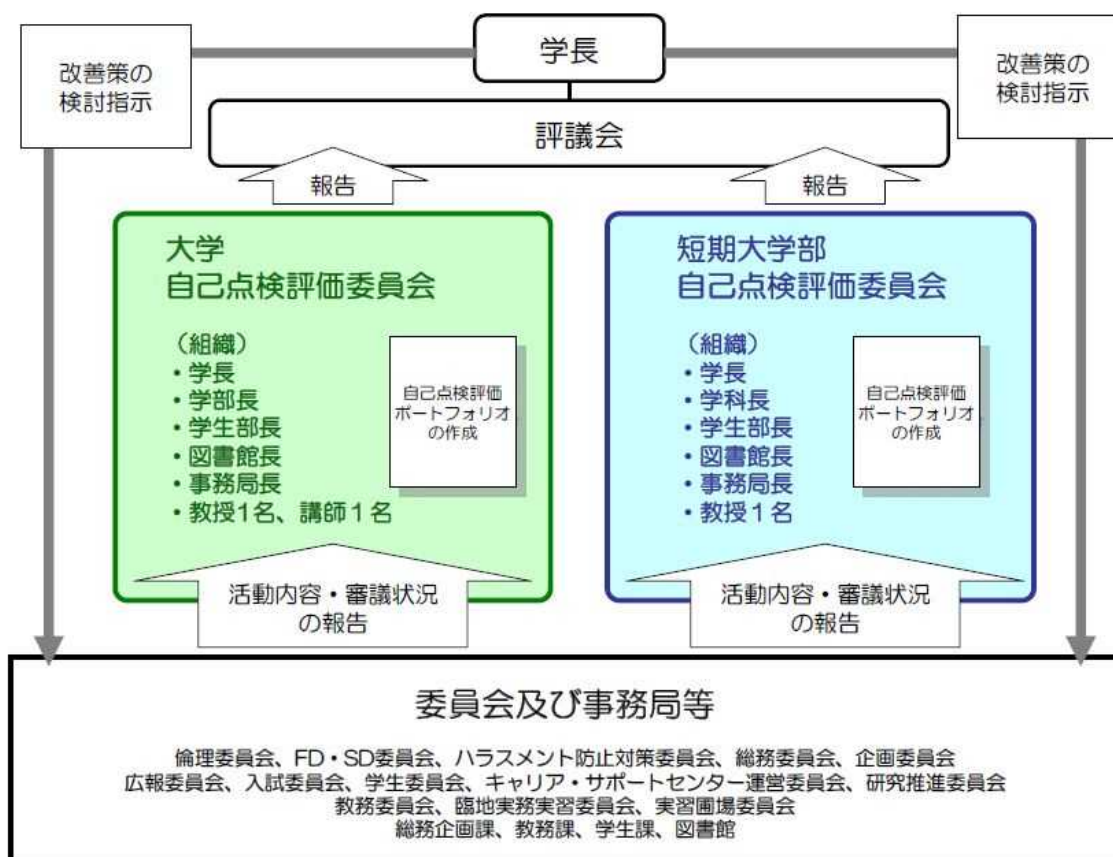 学長
改善策の
検討指示
改善策の
検討指示
評議会
報告
報告
大学
自己点検評価委員会
（組織）
・学長
・学部長
・学生部長
・図書館長
・事務局長
・教授1名、講師１名
自己点検評価
ポートフォリオ
の作成
短期大学部
自己点検評価委員会
（組織）
・学長
・学科長
・学生部長
・図書館長
・事務局長
・教授１名
自己点検評価
ポートフォリオ
の作成
活動内容・審議状況
の報告
活動内容・審議状況
の報告
委員会及び事務局等
倫理委員会、FD・SD委員会、ハラスメント防止対策委員会、総務委員会、企画委員会
広報委員会、入試委員会、学生委員会、キャリア・サポートセンター運営委員会、研究推進委員会
教務委員会、臨地実務実習委員会、実習圃場委員会
総務企画課、教務課、学生課、図書館